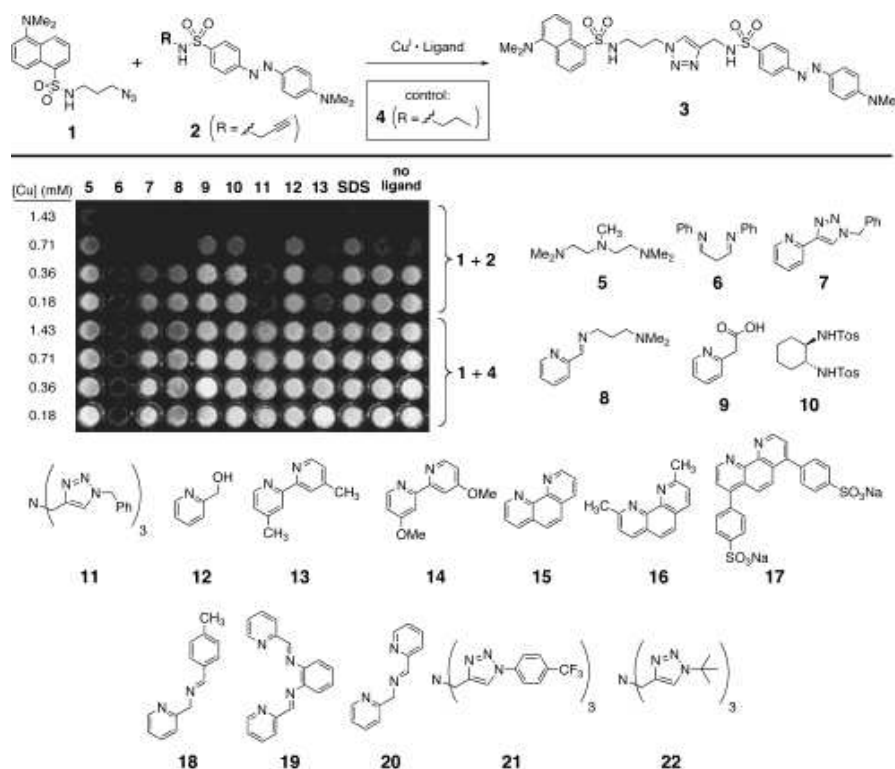 NMe₂
O
S
O
NH
N₃
1
+
R
O
O
S
HN
N
N
NMe₂
2 (R = )
Cuᴵ • Ligand
control:
4 (R = )
Me₂N
O
O
S
N
H
N
N=N
O
O
S
N
H
N
N
NMe
3
[Cu] (mM)
5 6 7 8 9 10 11 12 13 SDS no ligand
1.43
0.71
0.36
0.18
1.43
0.71
0.36
0.18
1 + 2
1 + 4
CH₃
N
Me₂N
NMe₂
5
Ph
N
N
Ph
6
N=N
N
N
Ph
7
N
N
NMe₂
8
O
OH
N
9
NHTos
NHTos
10
N
N=N
N
Ph
3
11
OH
N
12
N
N
CH₃
CH₃
13
N
N
OMe
OMe
14
N
N
15
CH₃
N
N
CH₃
16
N
N
SO₃Na
SO₃Na
17
CH₃
N
N
18
N
N
N
N
19
N
N
N
20
N
N=N
N
CF₃
3
21
N
N=N
N
3
22